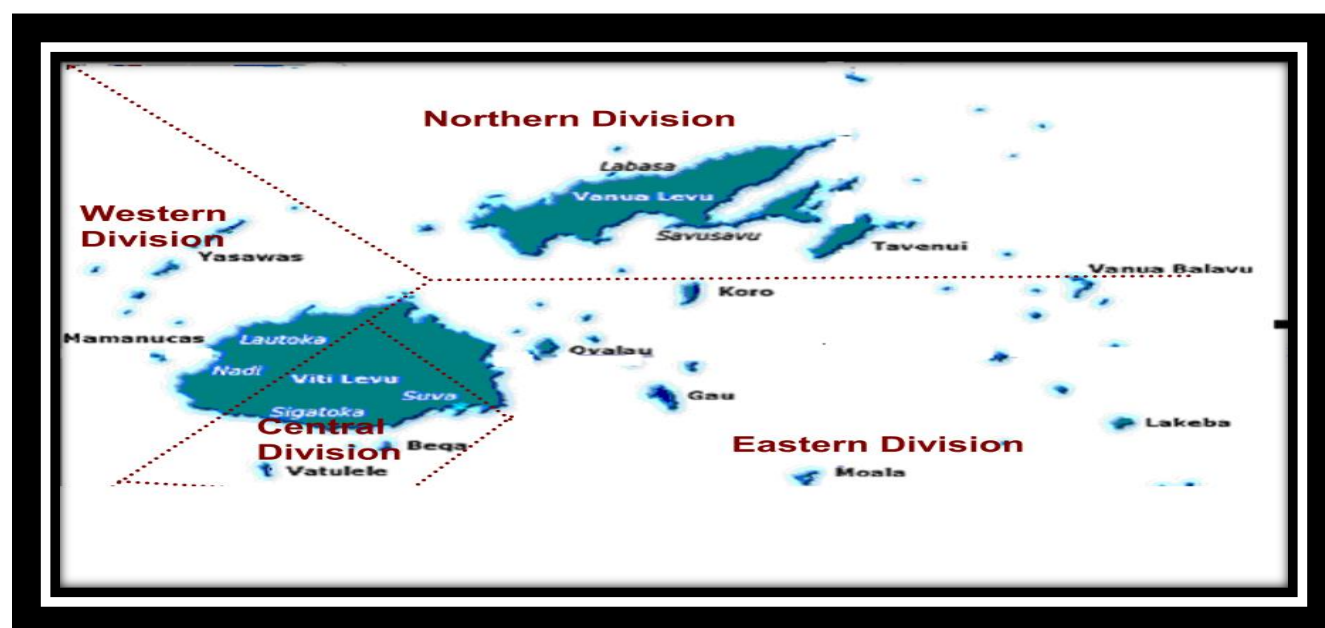 Northern Division
Labasa
Vanua Levu
Savusavu
Tavenui
Western
Division
Yasawas
Vanua Balavu
Koro
Mamanucas
Lautoka
Ovalau
Nadi
Viti Levu
Suva
Gau
Sigatoka
Central
Division
Beqa
Vatulele
Eastern Division
Lakeba
Moala